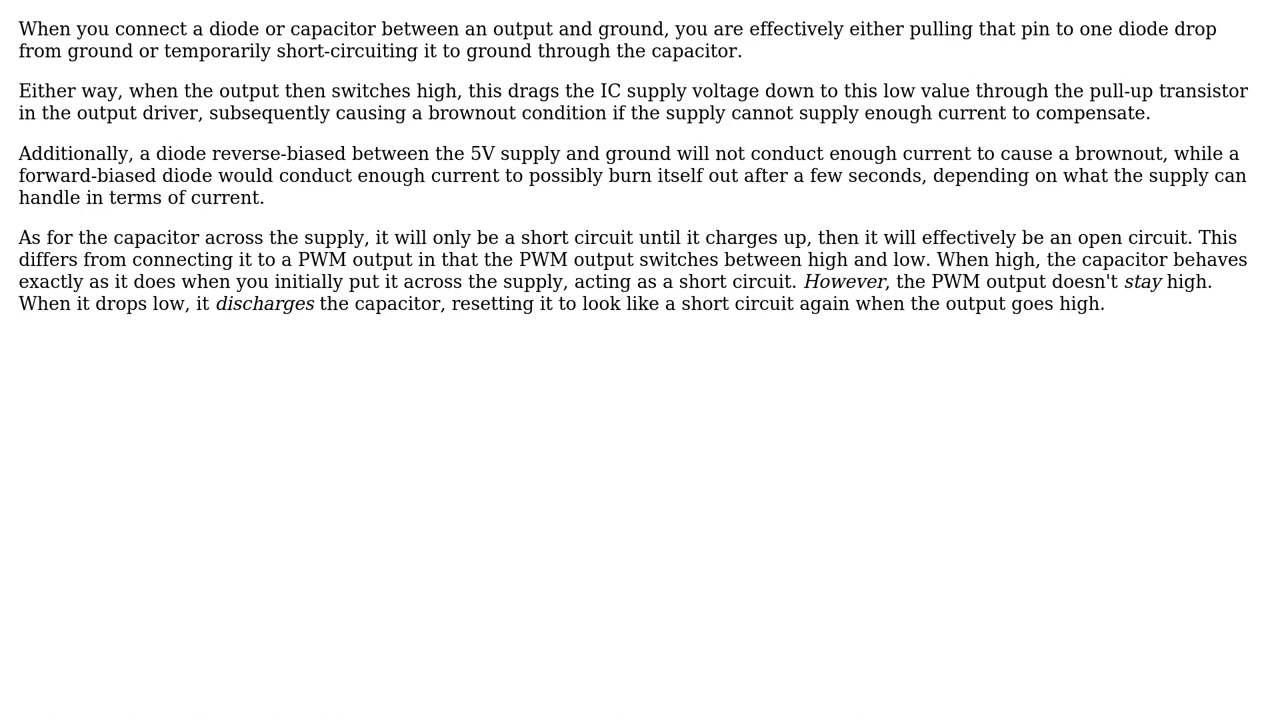 When you connect a diode or capacitor between an output and ground, you are effectively either pulling that pin to one diode drop
from ground or temporarily short-circuiting it to ground through the capacitor.
Either way, when the output then switches high, this drags the IC supply voltage down to this low value through the pull-up transistor
in the output driver, subsequently causing a brownout condition if the supply cannot supply enough current to compensate.
Additionally, a diode reverse-biased between the 5V supply and ground will not conduct enough current to cause a brownout, while a
forward-biased diode would conduct enough current to possibly burn itself out after a few seconds, depending on what the supply can
handle in terms of current.
As for the capacitor across the supply, it will only be a short circuit until it charges up, then it will effectively be an open circuit. This
differs from connecting it to a PWM output in that the PWM output switches between high and low. When high, the capacitor behaves
exactly as it does when you initially put it across the supply, acting as a short circuit. However, the PWM output doesn't stay high.
When it drops low, it discharges the capacitor, resetting it to look like a short circuit again when the output goes high.